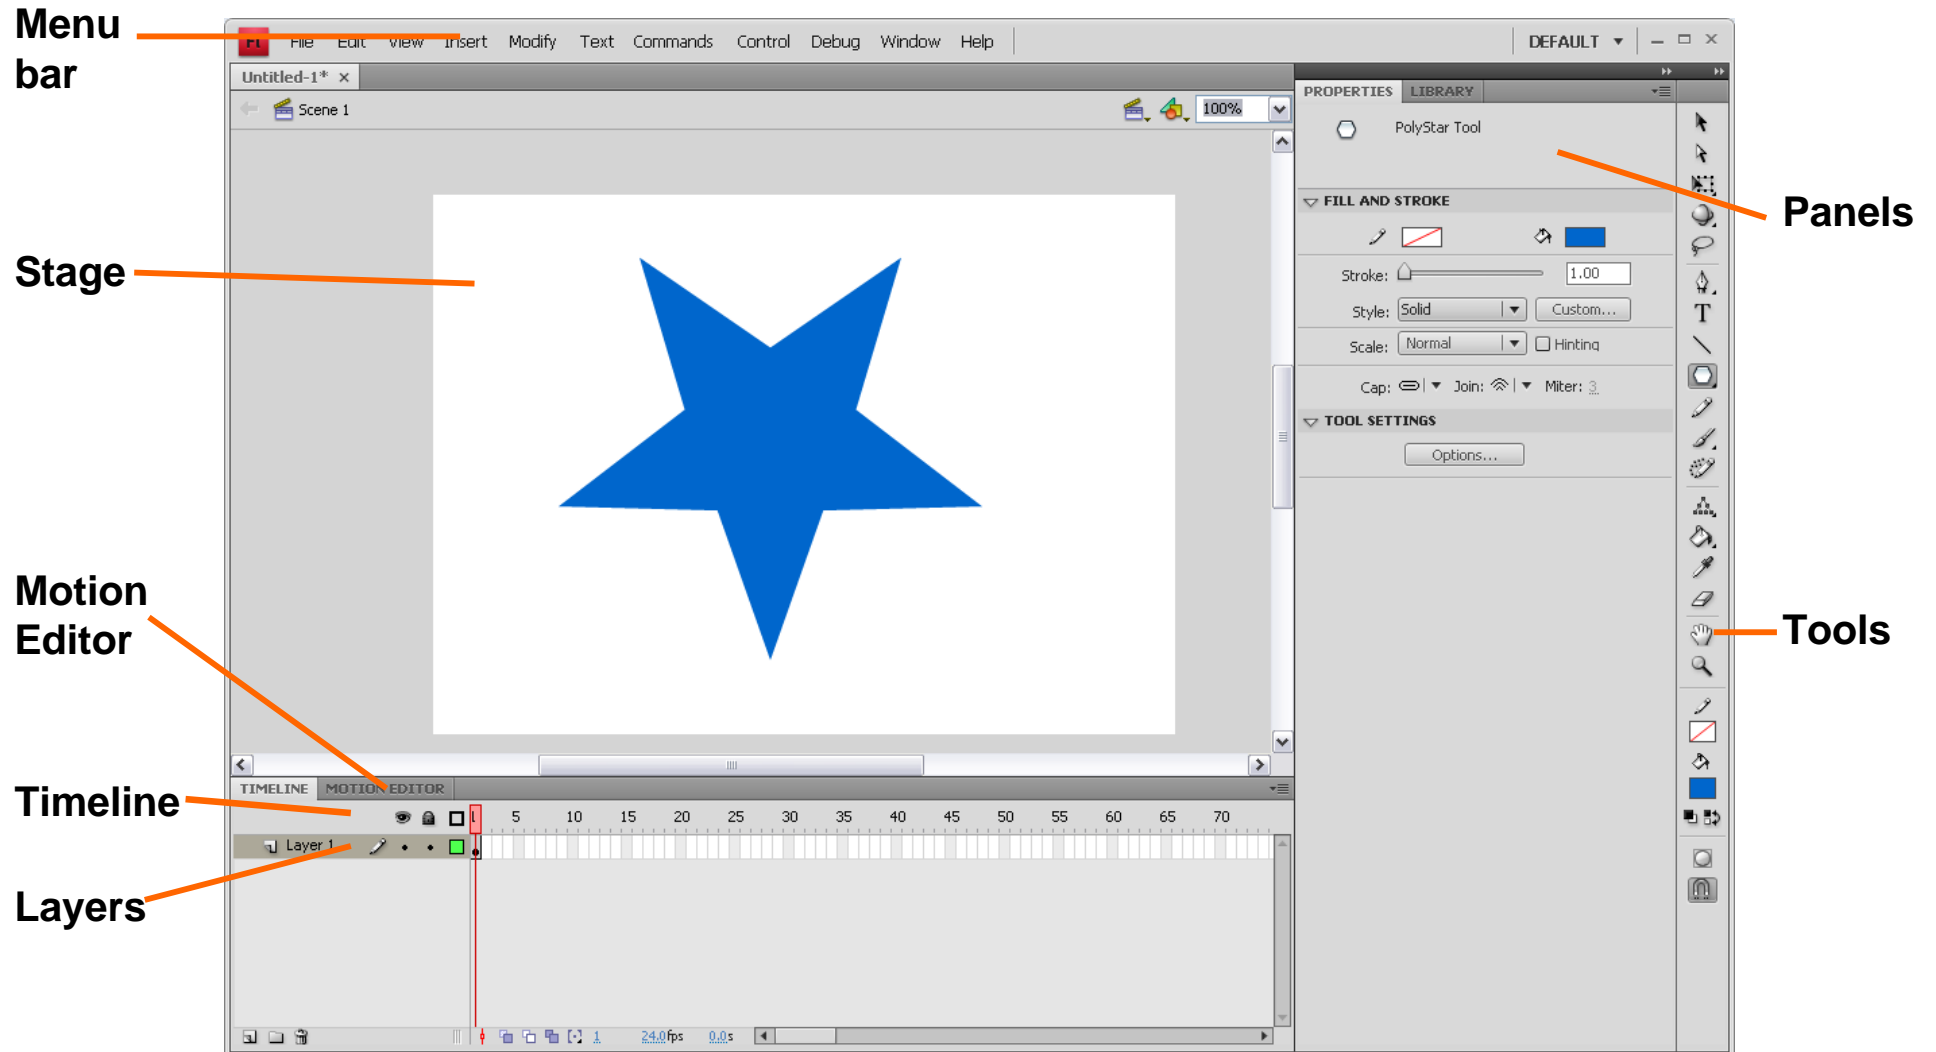 Menu
bar
Fl File Edit View Insert Modify Text Commands Control Debug Window Help
DEFAULT
Untitled-1*
Scene 1
100%
PROPERTIES LIBRARY
PolyStar Tool
Panels
FILL AND STROKE
Stage
Stroke: 1.00
Style: Solid Custom...
Scale: Normal Hinting
Cap: Join: Miter: 3
TOOL SETTINGS
Options...
T
Motion
Editor
Tools
TIMELINE MOTION EDITOR
Timeline
1 5 10 15 20 25 30 35 40 45 50 55 60 65 70
Layer 1
Layers
1 24.0fps 0.0s